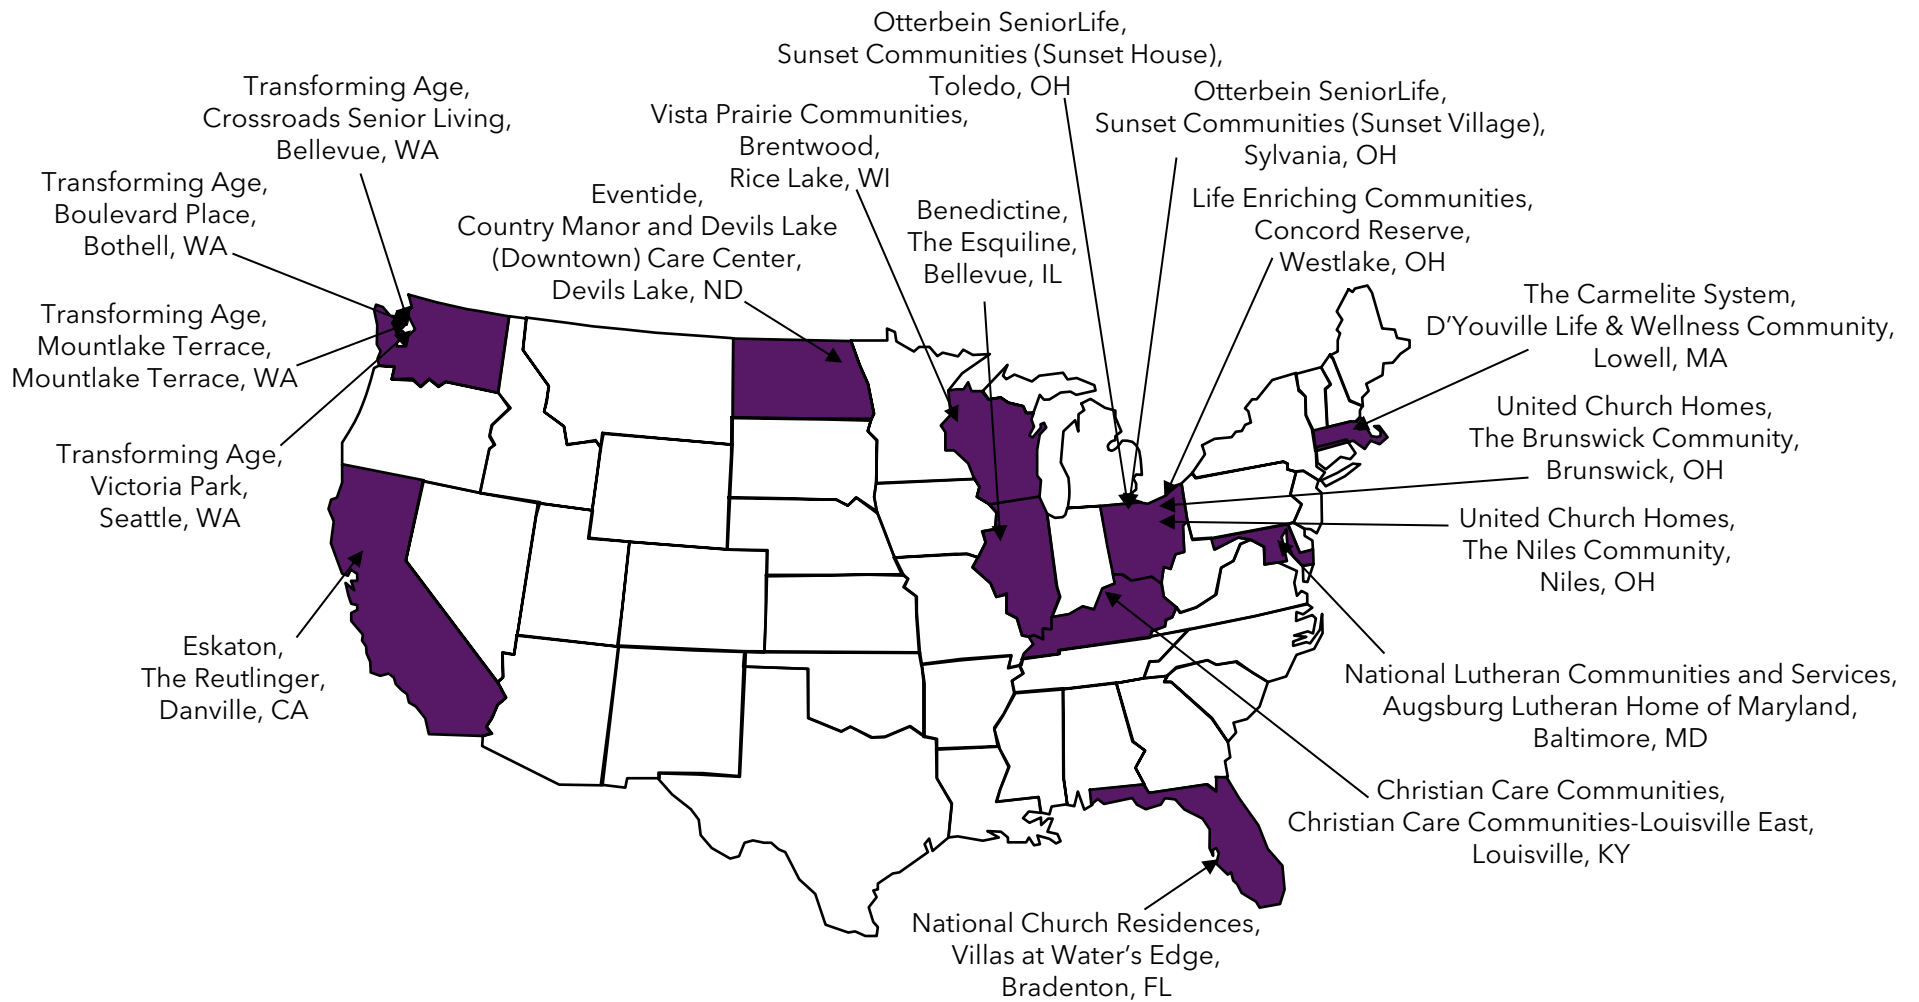 Otterbein SeniorLife,
Sunset Communities (Sunset House),
Toledo, OH
Transforming Age,
Crossroads Senior Living,
Bellevue, WA
Otterbein SeniorLife,
Sunset Communities (Sunset Village),
Sylvania, OH
Vista Prairie Communities,
Brentwood,
Rice Lake, WI
Transforming Age,
Boulevard Place,
Bothell, WA
Eventide,
Country Manor and Devils Lake
(Downtown) Care Center,
Devils Lake, ND
Benedictine,
The Esquiline,
Bellevue, IL
Life Enriching Communities,
Concord Reserve,
Westlake, OH
Transforming Age,
Mountlake Terrace,
Mountlake Terrace, WA
The Carmelite System,
D’Youville Life & Wellness Community,
Lowell, MA
United Church Homes,
The Brunswick Community,
Brunswick, OH
Transforming Age,
Victoria Park,
Seattle, WA
United Church Homes,
The Niles Community,
Niles, OH
Eskaton,
The Reutlinger,
Danville, CA
National Lutheran Communities and Services,
Augsburg Lutheran Home of Maryland,
Baltimore, MD
Christian Care Communities,
Christian Care Communities-Louisville East,
Louisville, KY
National Church Residences,
Villas at Water’s Edge,
Bradenton, FL